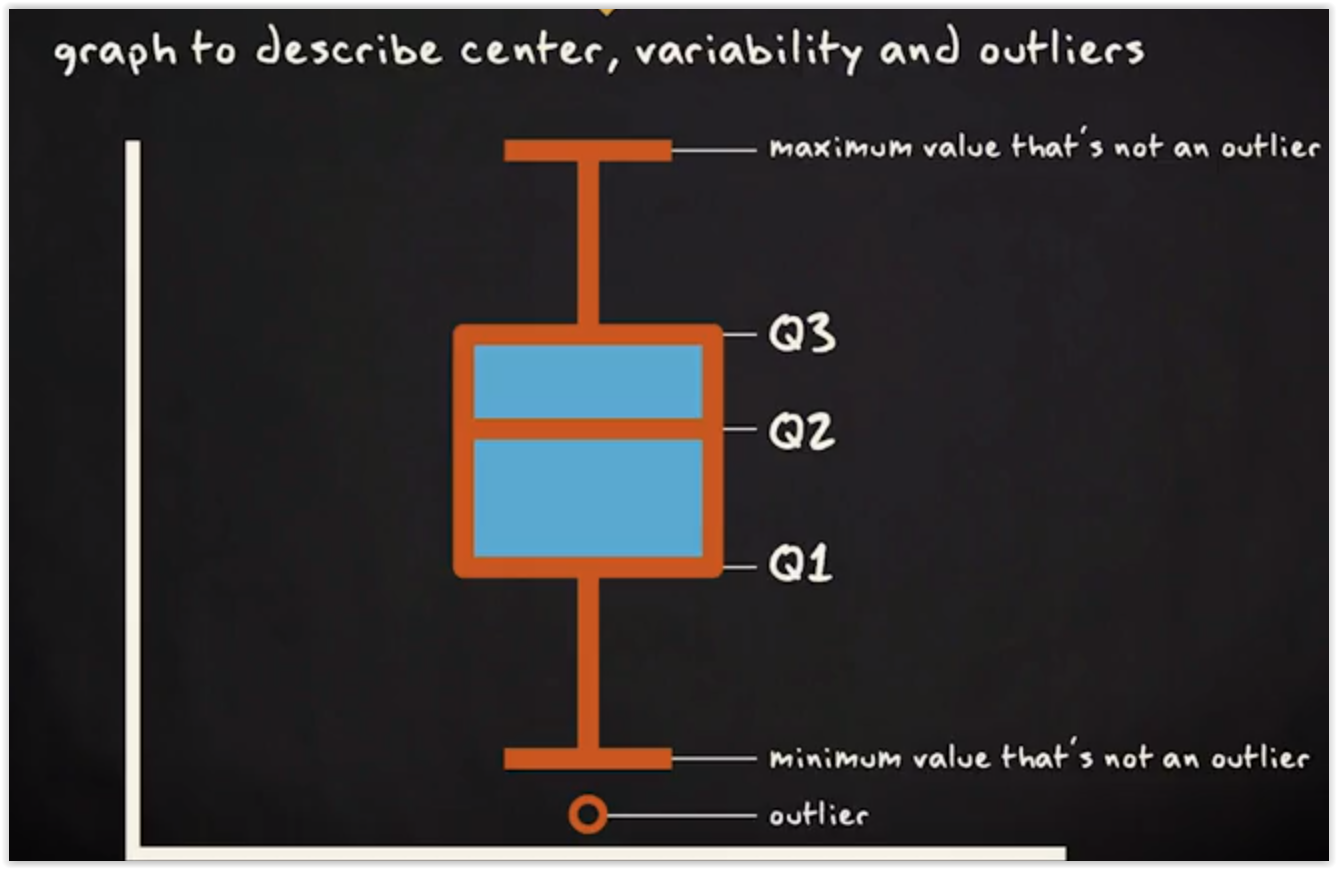 graph to describe center, variability and outliers
maximum value that's not an outlier
Q3
Q2
Q1
minimum value that's not an outlier
outlier